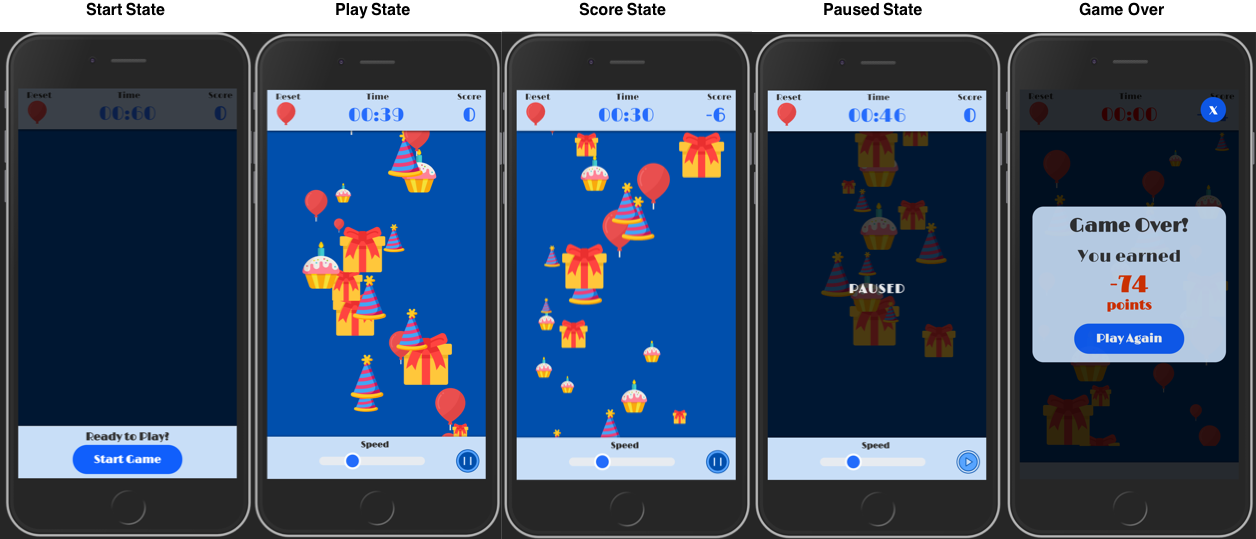 Start State
Play State
Score State
Paused State
Game Over
Reset Time Score
00:60 0
Ready to Play?
Start Game
Reset Time Score
00:39 0
Speed
Reset Time Score
00:30 -6
Speed
Reset Time Score
00:46 0
PAUSED
Speed
Reset Time Score
00:00
X
Game Over!
You earned
-74
points
Play Again